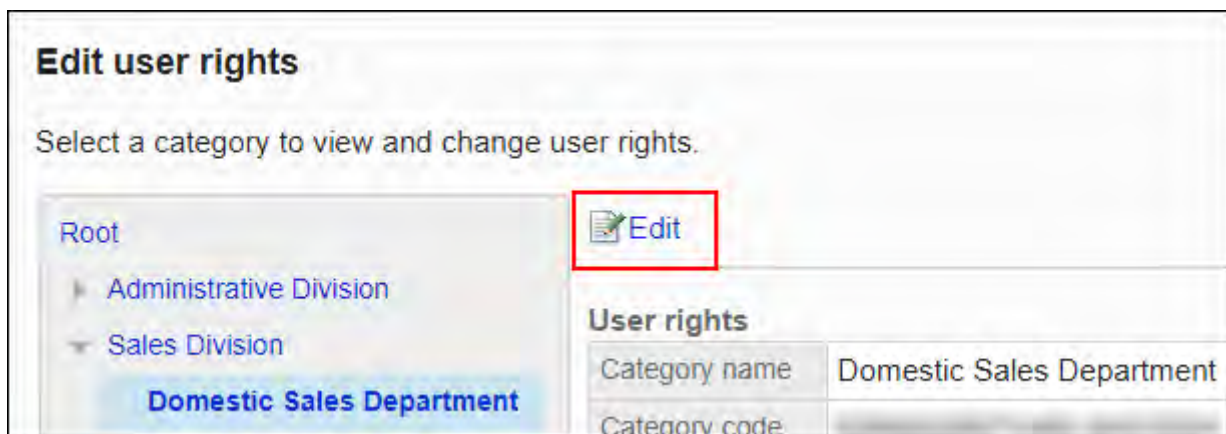 Edit user rights
Select a category to view and change user rights.
Root
Administrative Division
Sales Division
Domestic Sales Department
Edit
User rights
Category name Domestic Sales Department
Category code